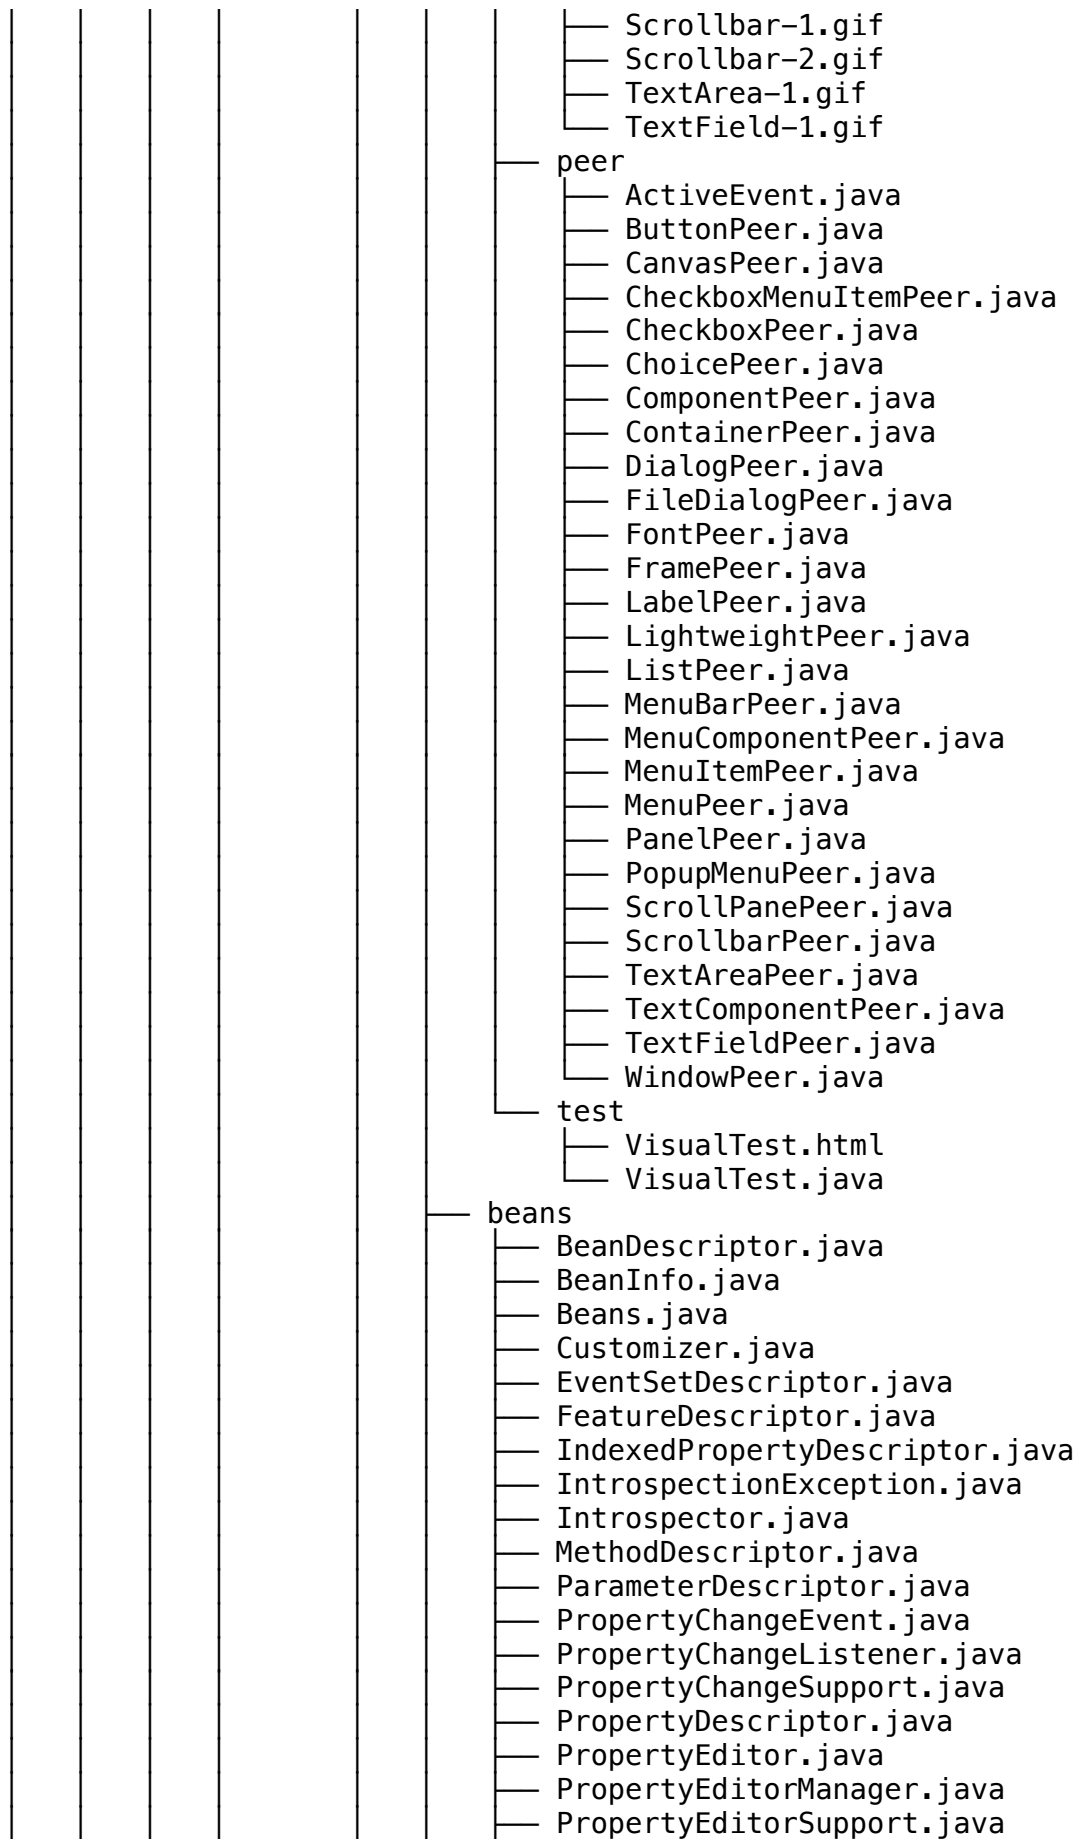 Scrollbar-1.gif
Scrollbar-2.gif
TextArea-1.gif
TextField-1.gif
peer
ActiveEvent.java
ButtonPeer.java
CanvasPeer.java
CheckboxMenuItemPeer.java
CheckboxPeer.java
ChoicePeer.java
ComponentPeer.java
ContainerPeer.java
DialogPeer.java
FileDialogPeer.java
FontPeer.java
FramePeer.java
LabelPeer.java
LightweightPeer.java
ListPeer.java
MenuBarPeer.java
MenuComponentPeer.java
MenuItemPeer.java
MenuPeer.java
PanelPeer.java
PopupMenuPeer.java
ScrollPanePeer.java
ScrollbarPeer.java
TextAreaPeer.java
TextComponentPeer.java
TextFieldPeer.java
WindowPeer.java
test
VisualTest.html
VisualTest.java
beans
BeanDescriptor.java
BeanInfo.java
Beans.java
Customizer.java
EventSetDescriptor.java
FeatureDescriptor.java
IndexedPropertyDescriptor.java
IntrospectionException.java
Introspector.java
MethodDescriptor.java
ParameterDescriptor.java
PropertyChangeEvent.java
PropertyChangeListener.java
PropertyChangeSupport.java
PropertyDescriptor.java
PropertyEditor.java
PropertyEditorManager.java
PropertyEditorSupport.java